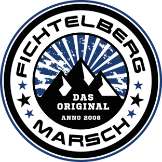 FICHTELBERG
DAS
ORIGINAL
ANNO 2008
MARSCH